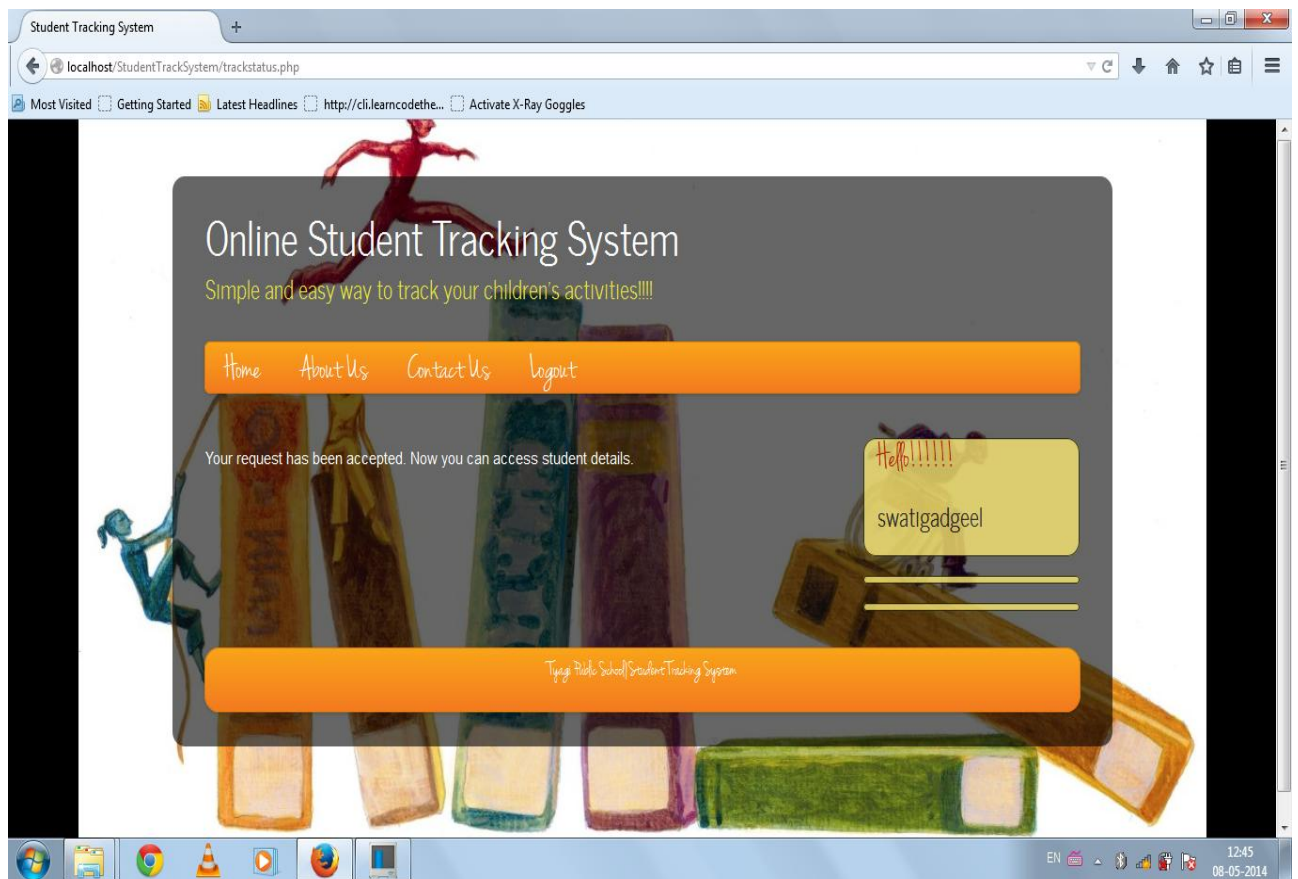 Student Tracking System
localhost/StudentTrackSystem/trackstatus.php
Most Visited Getting Started Latest Headlines http://cli.learncodethe... Activate X-Ray Goggles
Online Student Tracking System
Simple and easy way to track your children's activities!!!!
Home About Us Contact Us Logout
Your request has been accepted. Now you can access student details.
Hello!!!!!!
swatigadgeel
Tyagi Public School|Student Tracking System
EN
12:45
08-05-2014